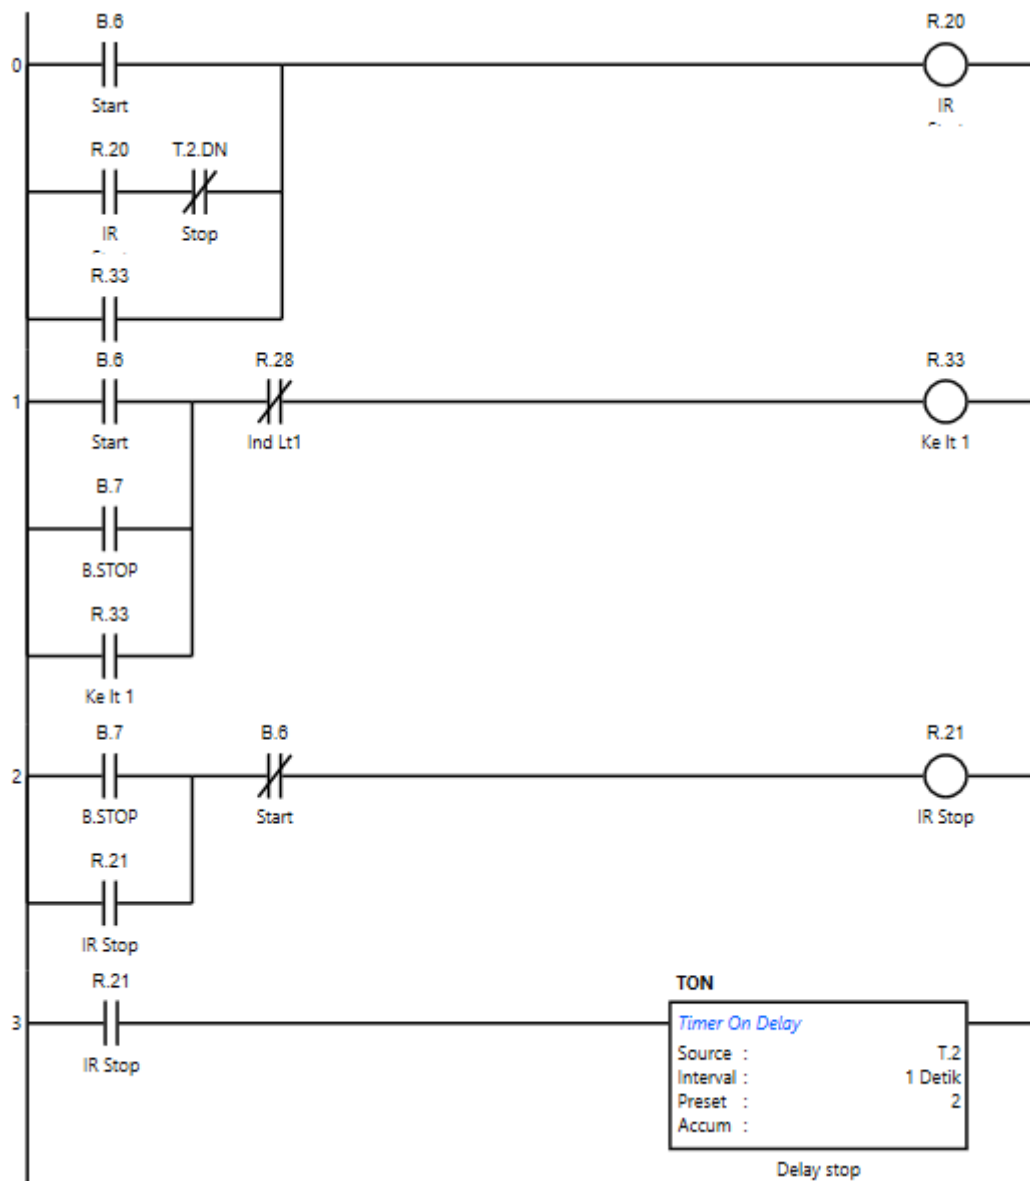 B.6 R.20
0
Start IR
R.20 T.2.DN
IR Stop
R.33
B.6 R.28 R.33
1
Start Ind Lt1 Ke lt 1
B.7
B.STOP
R.33
Ke lt 1
B.7 B.6 R.21
2
B.STOP Start IR Stop
R.21
IR Stop
R.21
TON
3
Timer On Delay
IR Stop
Source : T.2
Interval : 1 Detik
Preset : 2
Accum :
Delay stop